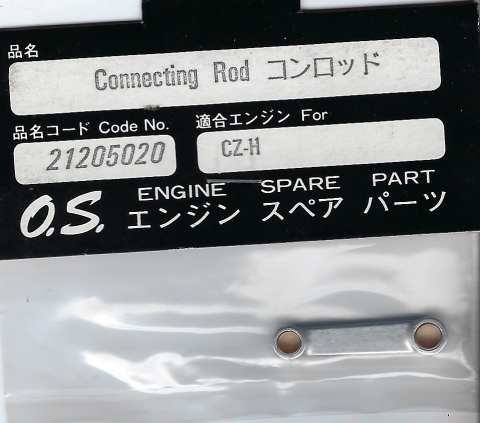 品名
Connecting Rod コンロッド
品名コード Code No. 適合エンジン For
21205020 CZ-H
ENGINE SPARE PART
O.S. エンジン スペア パーツ